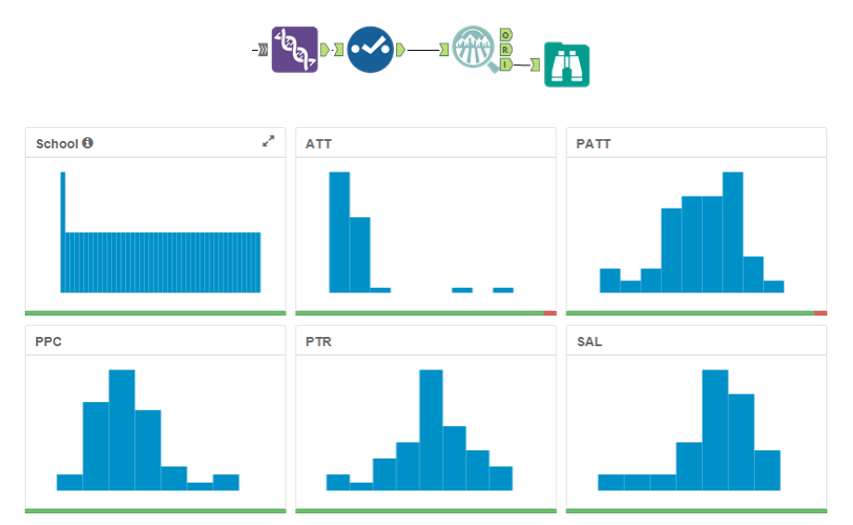 O
R
I
School
ATT
PATT
PPC
PTR
SAL